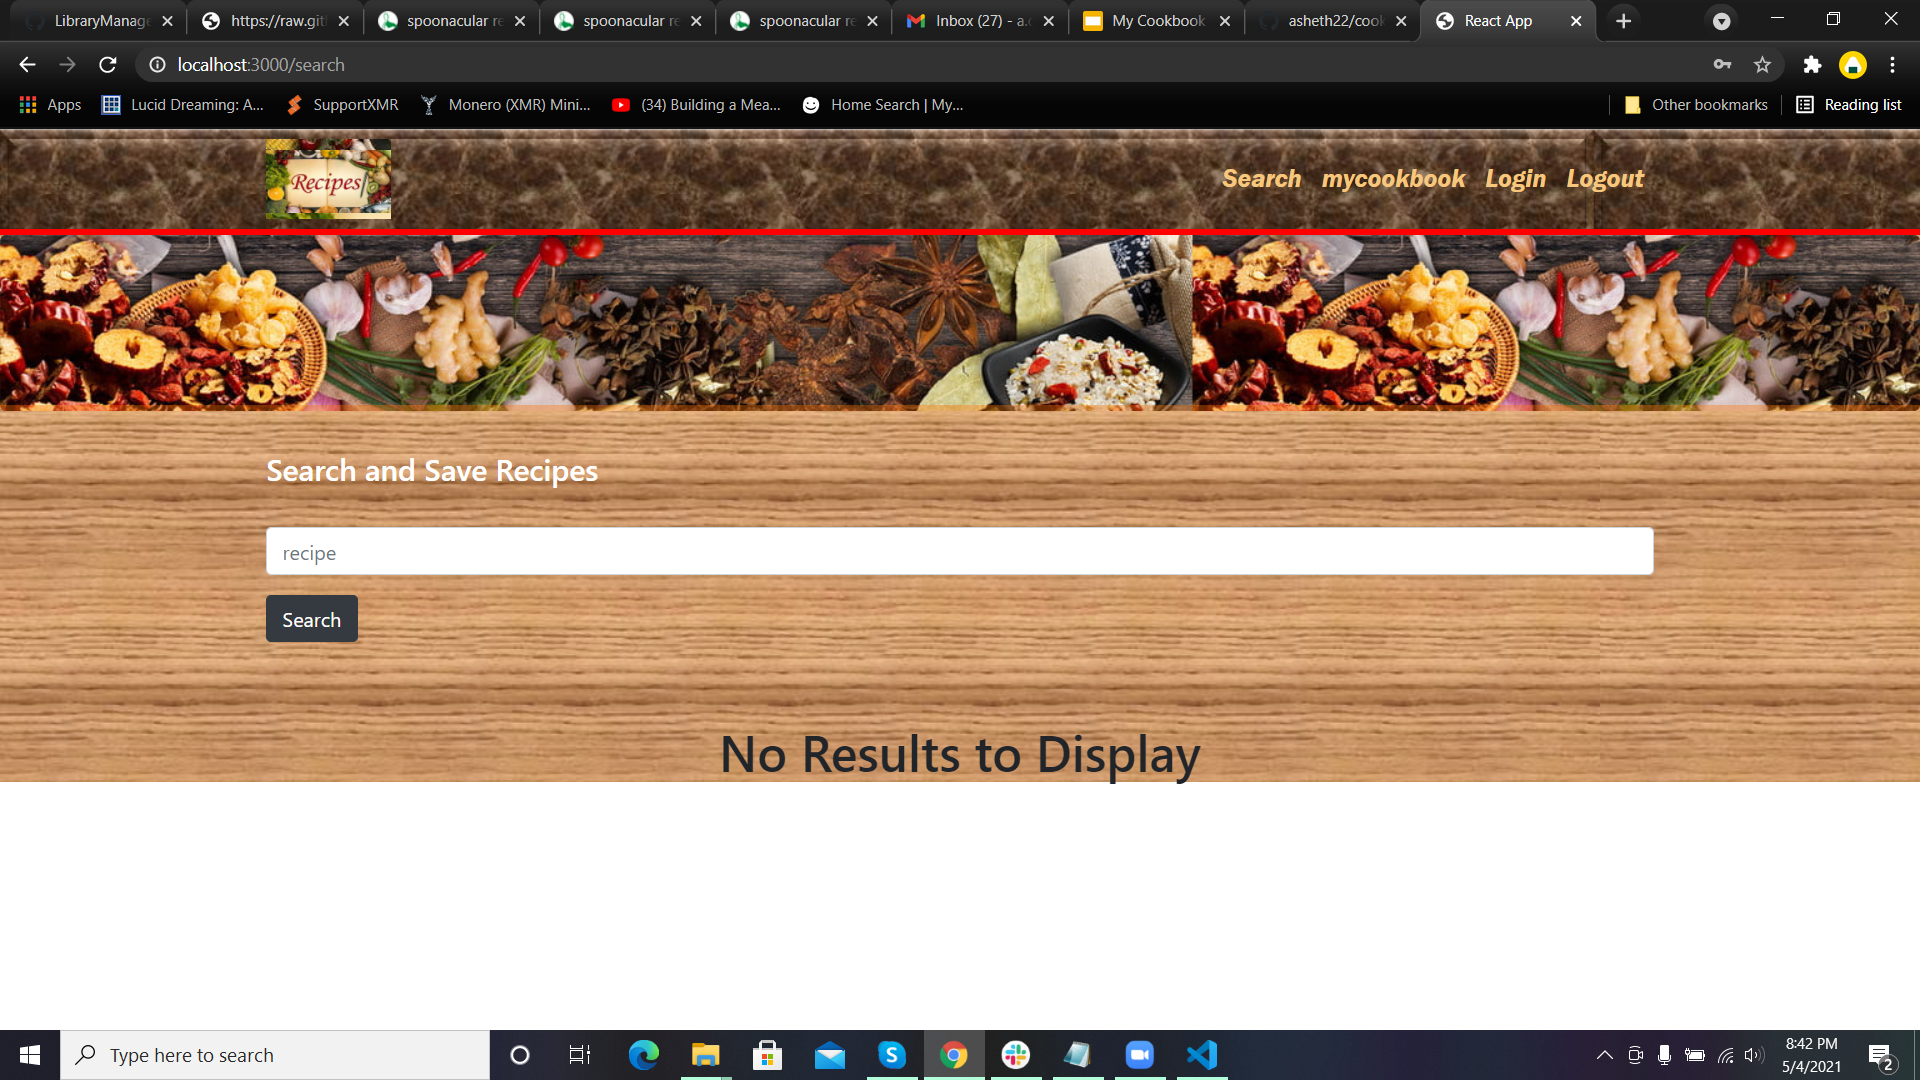 LibraryManage
https://raw.git
spoonacular re
spoonacular re
spoonacular re
Inbox (27) - a.c
My Cookbook
asheth22/cook
React App
localhost:3000/search
Apps
Lucid Dreaming: A...
SupportXMR
Monero (XMR) Mini...
(34) Building a Mea...
Home Search | My...
Other bookmarks
Reading list
Recipes
Search mycookbook Login Logout
Search and Save Recipes
recipe
Search
No Results to Display
Type here to search
8:42 PM
5/4/2021
2